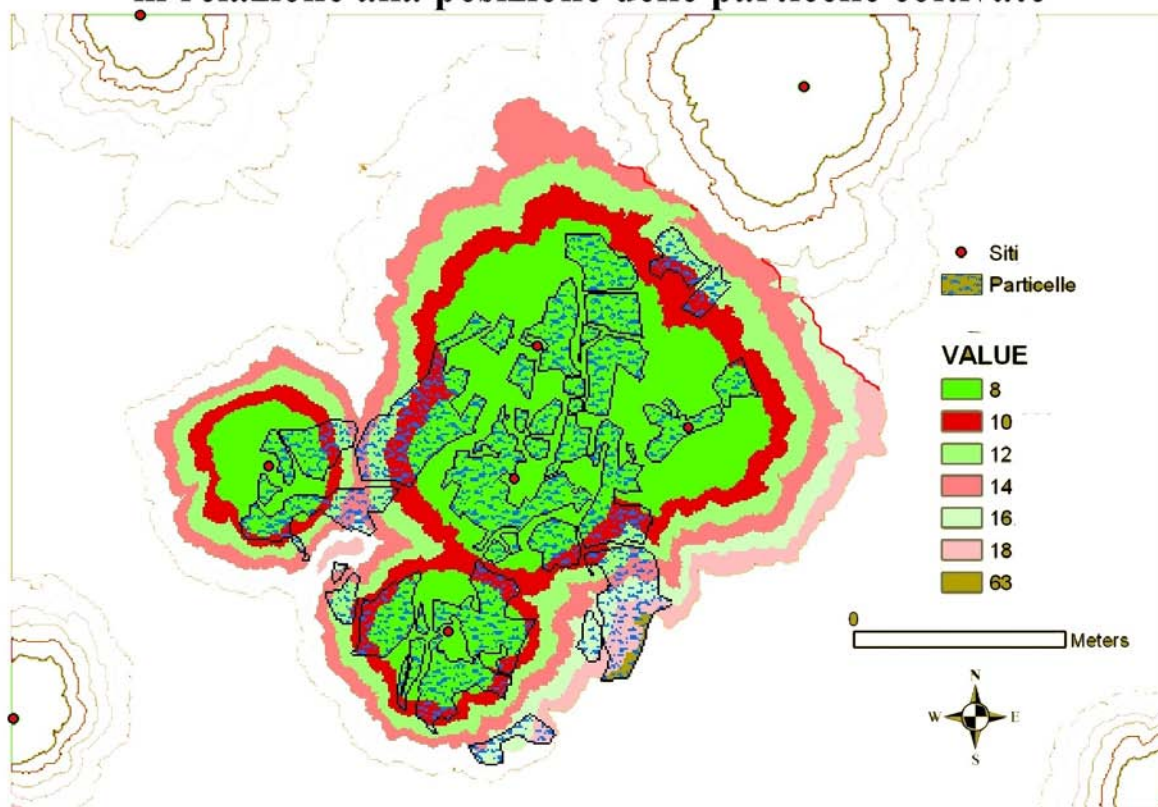 in relazione alla posizione delle particelle coltivate
Siti
Particelle
VALUE
8
10
12
14
16
18
63
0
Meters
N
W E
S